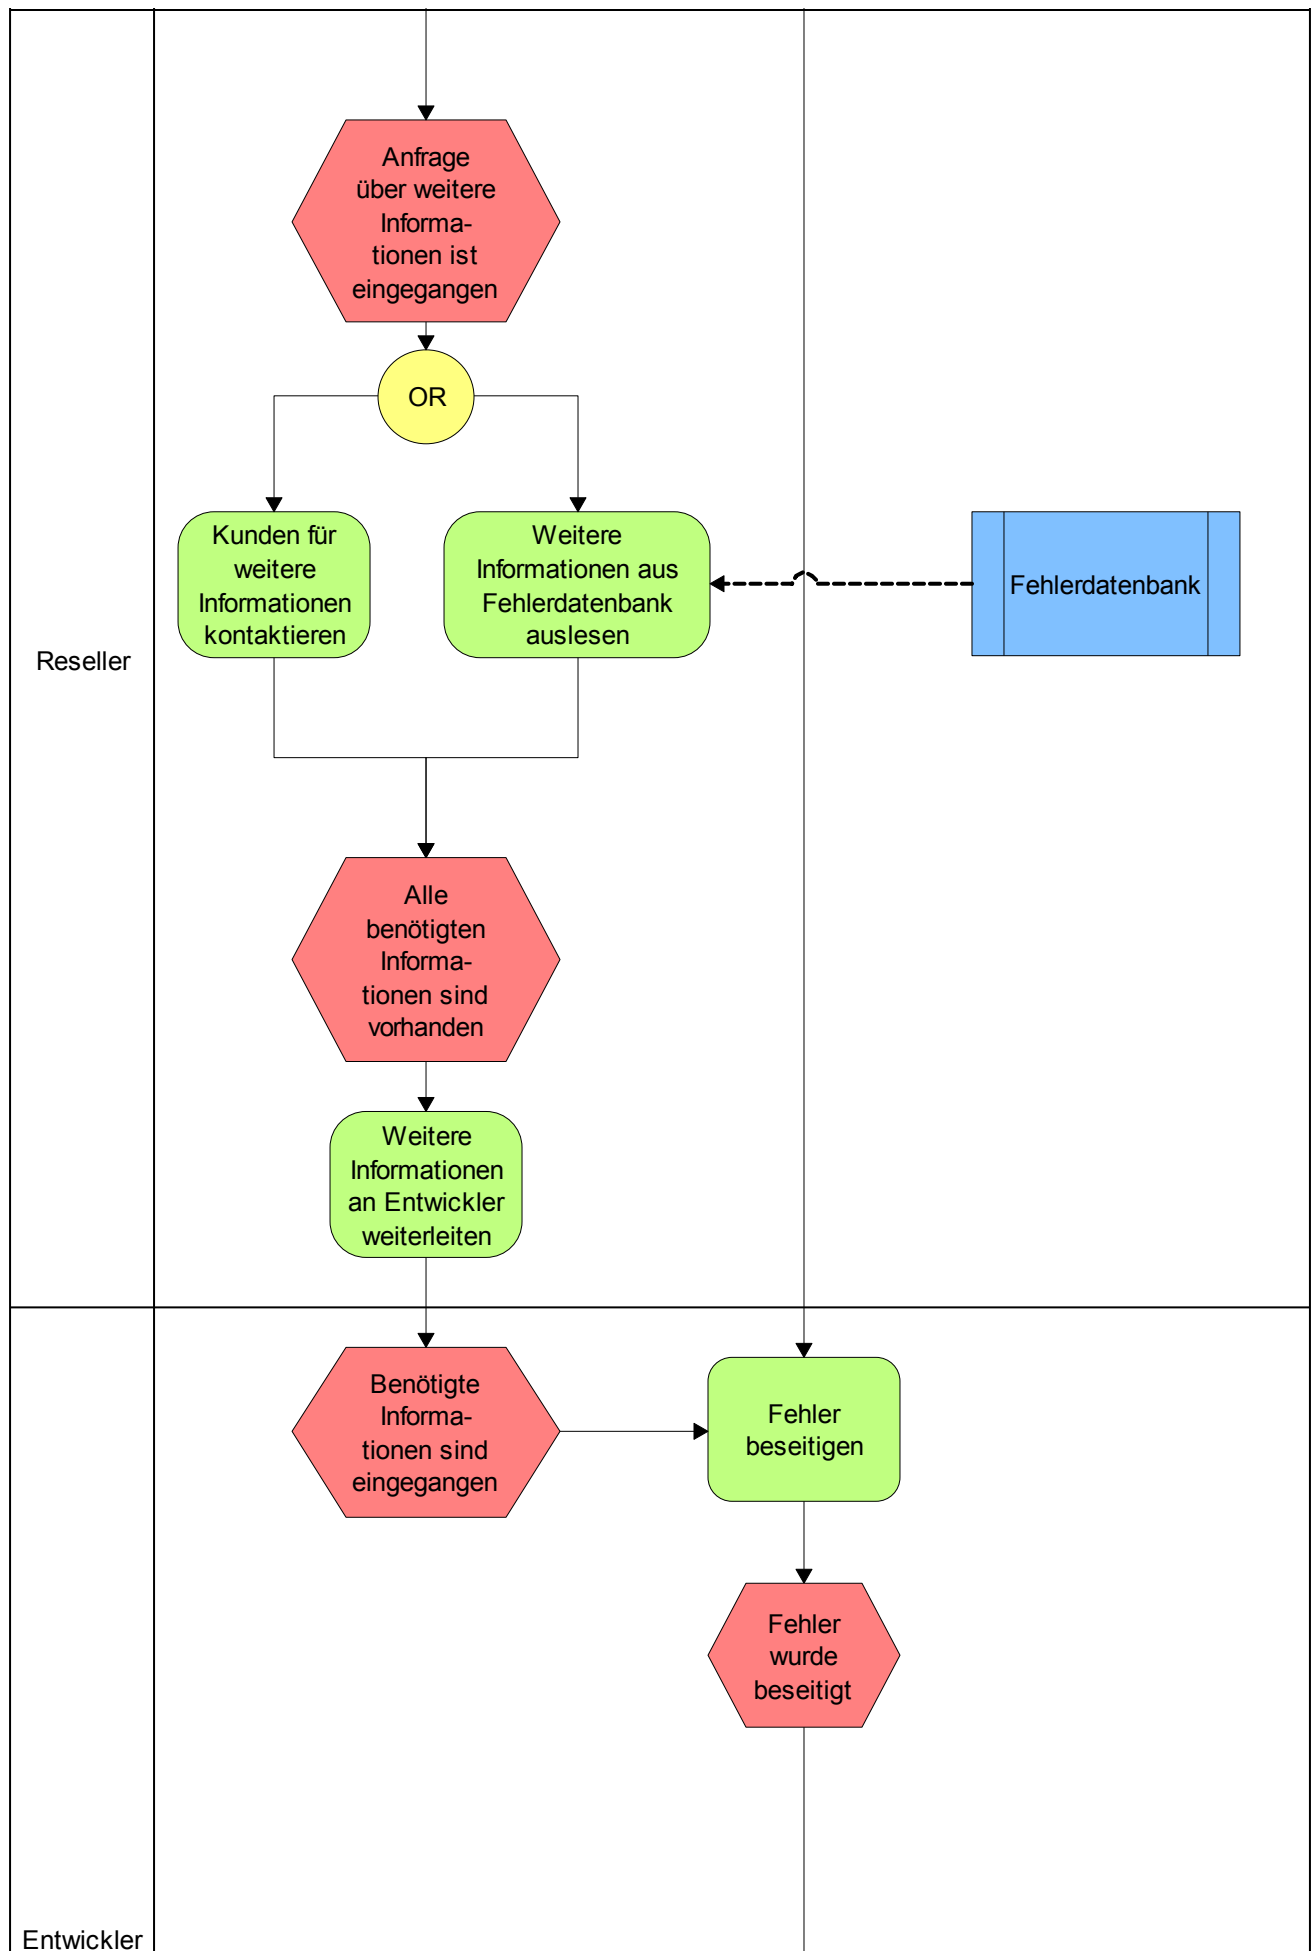 Anfrage
über weitere
Informa-
tionen ist
eingegangen
OR
Kunden für
weitere
Informationen
kontaktieren
Weitere
Informationen aus
Fehlerdatenbank
auslesen
Fehlerdatenbank
Reseller
Alle
benötigten
Informa-
tionen sind
vorhanden
Weitere
Informationen
an Entwickler
weiterleiten
Benötigte
Informa-
tionen sind
eingegangen
Fehler
beseitigen
Fehler
wurde
beseitigt
Entwickler